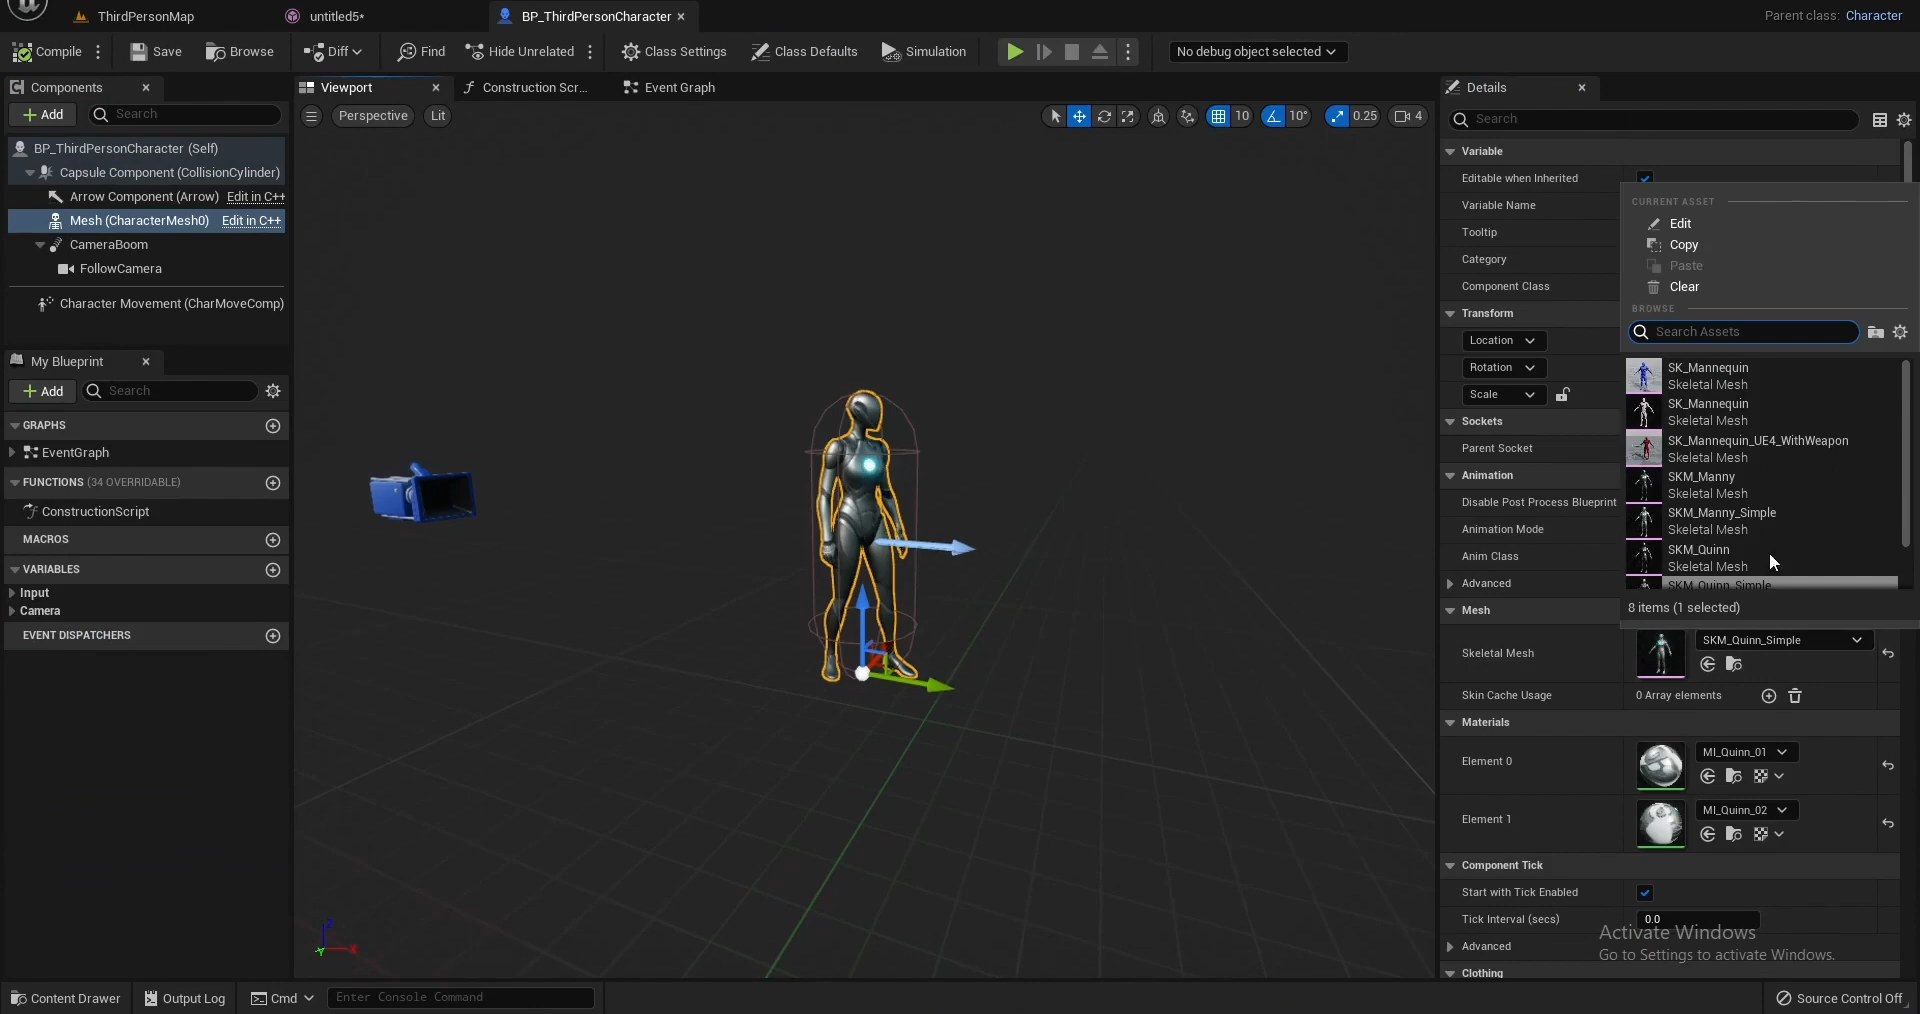 ThirdPersonMap
untitled5*
BP_ThirdPersonCharacter
Parent class: Character
Compile
Save
Browse
Diff
Find
Hide Unrelated
Class Settings
Class Defaults
Simulation
No debug object selected
Components
Add
Search
BP_ThirdPersonCharacter (Self)
Capsule Component (CollisionCylinder)
Arrow Component (Arrow) Edit in C++
Mesh (CharacterMesh0) Edit in C++
CameraBoom
FollowCamera
Character Movement (CharMoveComp)
My Blueprint
Add
Search
GRAPHS
EventGraph
FUNCTIONS (34 OVERRIDABLE)
ConstructionScript
MACROS
VARIABLES
Input
Camera
EVENT DISPATCHERS
Viewport
Construction Scr...
Event Graph
Perspective
Lit
10
10°
0.25
4
Z
X
Y
Details
Search
Variable
Editable when Inherited
Variable Name
Tooltip
Category
Component Class
Transform
Location
Rotation
Scale
Sockets
Parent Socket
Animation
Disable Post Process Blueprint
Animation Mode
Anim Class
Advanced
CURRENT ASSET
Edit
Copy
Paste
Clear
BROWSE
Search Assets
SK_Mannequin
Skeletal Mesh
SK_Mannequin
Skeletal Mesh
SK_Mannequin_UE4_WithWeapon
Skeletal Mesh
SKM_Manny
Skeletal Mesh
SKM_Manny_Simple
Skeletal Mesh
SKM_Quinn
Skeletal Mesh
SKM_Quinn_Simple
8 items (1 selected)
Mesh
Skeletal Mesh
SKM_Quinn_Simple
Skin Cache Usage
0 Array elements
Materials
Element 0
MI_Quinn_01
Element 1
MI_Quinn_02
Component Tick
Start with Tick Enabled
Tick Interval (secs)
0.0
Advanced
Clothing
Activate Windows
Go to Settings to activate Windows.
Content Drawer
Output Log
Cmd
Enter Console Command
Source Control Off